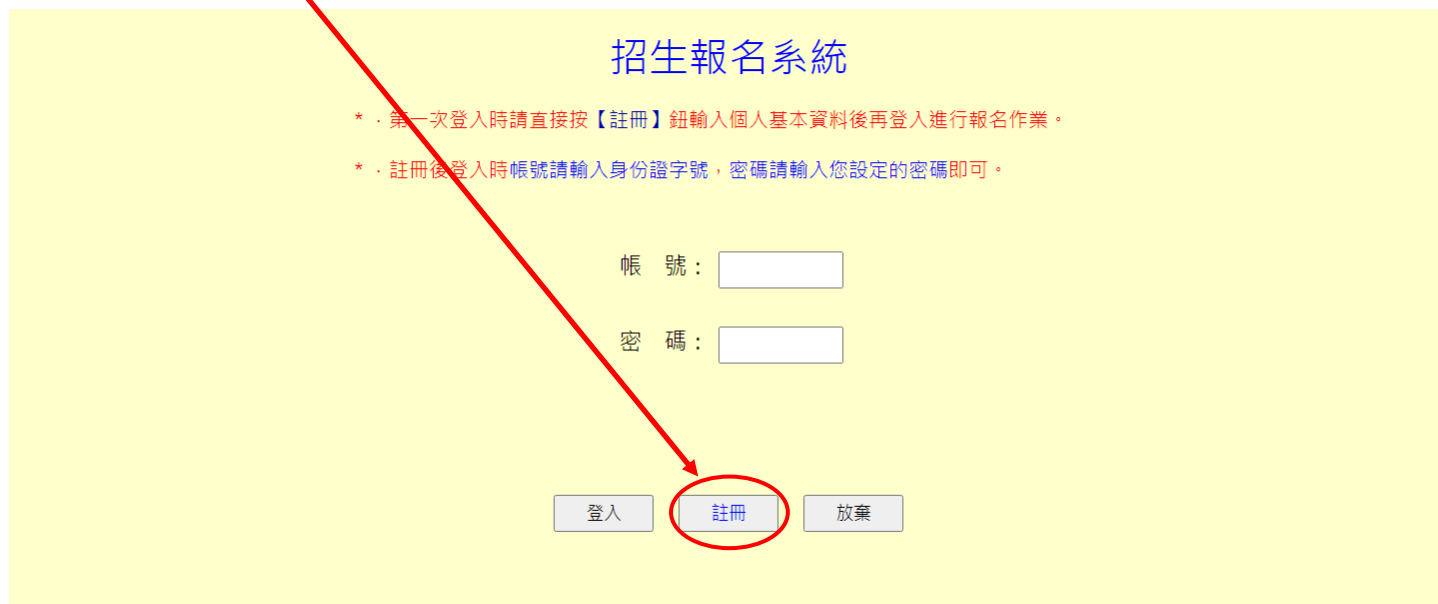 招生報名系統
* . 第一次登入時請直接按【註冊】鈕輸入個人基本資料後再登入進行報名作業。
* . 註冊後登入時帳號請輸入身份證字號，密碼請輸入您設定的密碼即可。
帳　號：
密　碼：
登入 註冊 放棄